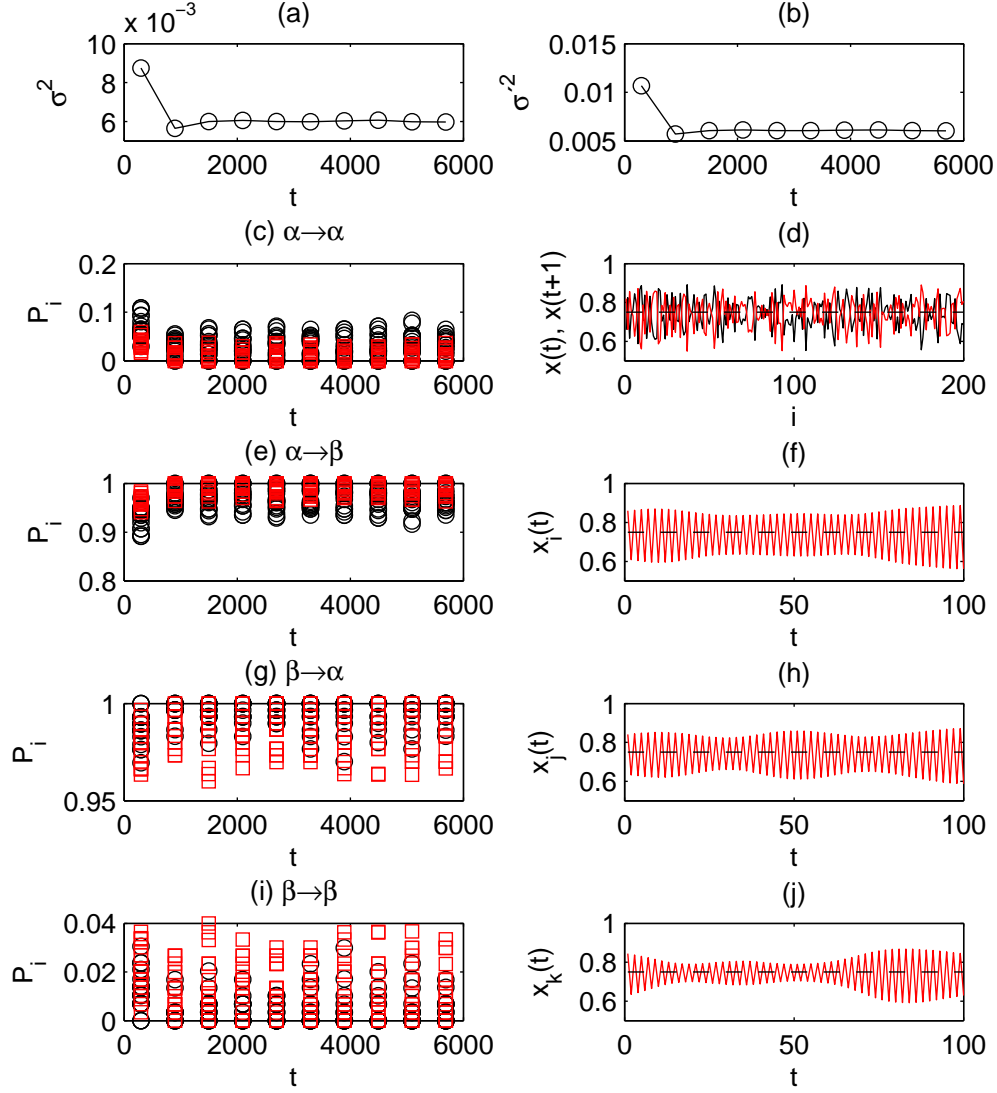 (a)
x 10⁻³
10
8
6
σ²
0 2000 4000 6000
t
(b)
0.015
0.01
0.005
σ´²
0 2000 4000 6000
t
(c) α→α
0.2
0.1
0
P_i
0 2000 4000 6000
t
(d)
1
0.8
0.6
x(t), x(t+1)
0 100 200
i
(e) α→β
1
0.9
0.8
P_i
0 2000 4000 6000
t
(f)
1
0.8
0.6
x_i(t)
0 50 100
t
(g) β→α
1
0.95
P_i
0 2000 4000 6000
t
(h)
1
0.8
0.6
x_j(t)
0 50 100
t
(i) β→β
0.04
0.02
0
P_i
0 2000 4000 6000
t
(j)
1
0.8
0.6
x_k(t)
0 50 100
t